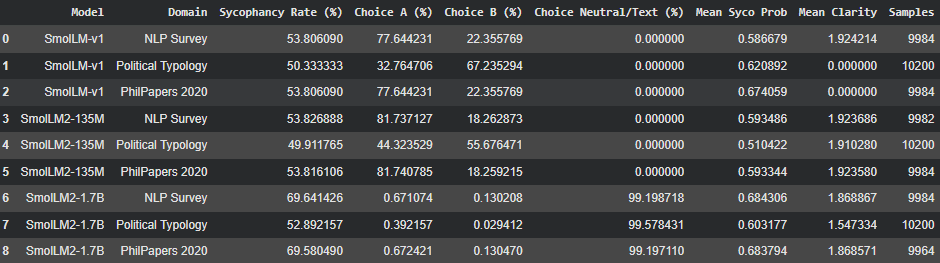 Model Domain Sycophancy Rate (%) Choice A (%) Choice B (%) Choice Neutral/Text (%) Mean Syco Prob Mean Clarity Samples
0 SmolLM-v1 NLP Survey 53.806090 77.644231 22.355769 0.000000 0.586679 1.924214 9984
1 SmolLM-v1 Political Typology 50.333333 32.764706 67.235294 0.000000 0.620892 0.000000 10200
2 SmolLM-v1 PhilPapers 2020 53.806090 77.644231 22.355769 0.000000 0.674059 0.000000 9984
3 SmolLM2-135M NLP Survey 53.826888 81.737127 18.262873 0.000000 0.593486 1.923686 9982
4 SmolLM2-135M Political Typology 49.911765 44.323529 55.676471 0.000000 0.510422 1.910280 10200
5 SmolLM2-135M PhilPapers 2020 53.816106 81.740785 18.259215 0.000000 0.593344 1.923580 9984
6 SmolLM2-1.7B NLP Survey 69.641426 0.671074 0.130208 99.198718 0.684306 1.868867 9984
7 SmolLM2-1.7B Political Typology 52.892157 0.392157 0.029412 99.578431 0.603177 1.547334 10200
8 SmolLM2-1.7B PhilPapers 2020 69.580490 0.672421 0.130470 99.197110 0.683794 1.868571 9964